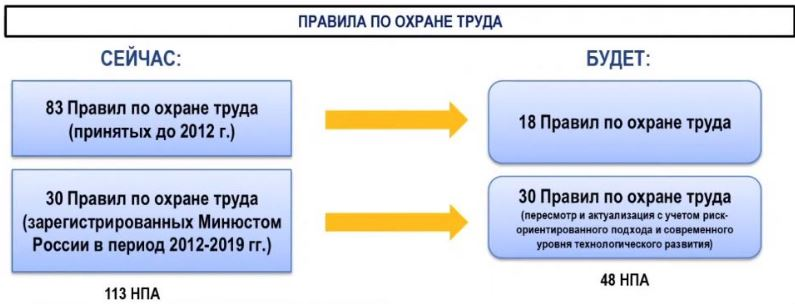 ПРАВИЛА ПО ОХРАНЕ ТРУДА
СЕЙЧАС:
БУДЕТ:
83 Правил по охране труда
(принятых до 2012 г.)
18 Правил по охране труда
30 Правил по охране труда
(зарегистрированных Минюстом
России в период 2012-2019 гг.)
30 Правил по охране труда
(пересмотр и актуализация с учетом риск-
ориентированного подхода и современного
уровня технологического развития)
113 НПА
48 НПА